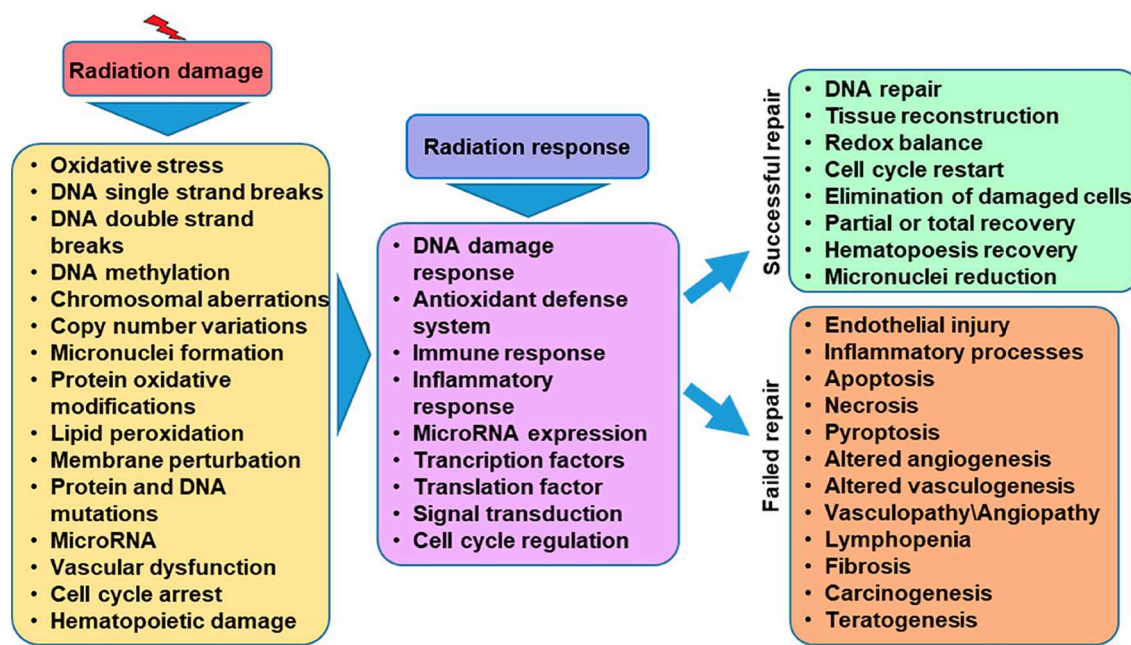 Radiation damage
• Oxidative stress
• DNA single strand breaks
• DNA double strand
breaks
• DNA methylation
• Chromosomal aberrations
• Copy number variations
• Micronuclei formation
• Protein oxidative
modifications
• Lipid peroxidation
• Membrane perturbation
• Protein and DNA
mutations
• MicroRNA
• Vascular dysfunction
• Cell cycle arrest
• Hematopoietic damage
Radiation response
• DNA damage
response
• Antioxidant defense
system
• Immune response
• Inflammatory
response
• MicroRNA expression
• Trancription factors
• Translation factor
• Signal transduction
• Cell cycle regulation
Successful repair
• DNA repair
• Tissue reconstruction
• Redox balance
• Cell cycle restart
• Elimination of damaged cells
• Partial or total recovery
• Hematopoesis recovery
• Micronuclei reduction
Failed repair
• Endothelial injury
• Inflammatory processes
• Apoptosis
• Necrosis
• Pyroptosis
• Altered angiogenesis
• Altered vasculogenesis
• Vasculopathy\Angiopathy
• Lymphopenia
• Fibrosis
• Carcinogenesis
• Teratogenesis